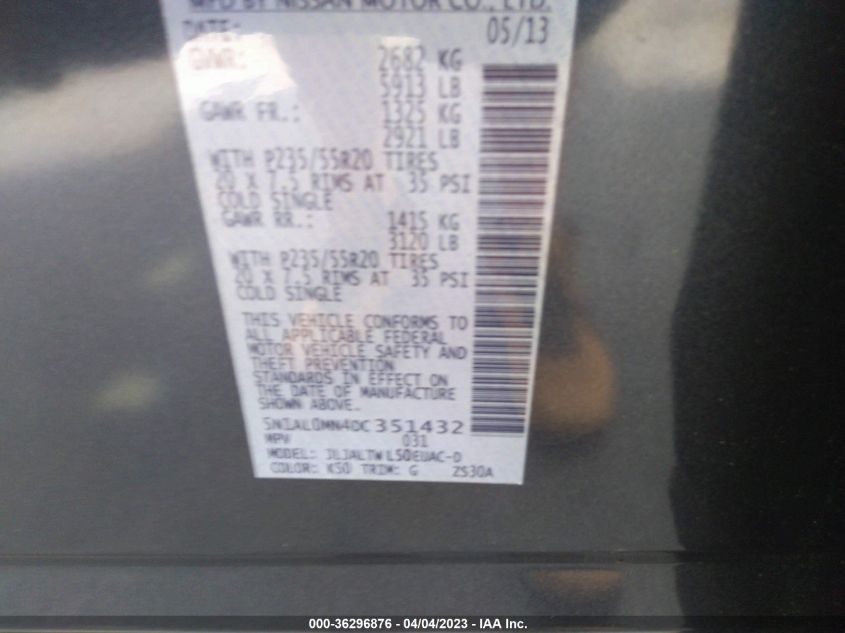 MFD BY NISSAN MOTOR CO., LTD.
DATE: 05/13
GVWR: 2682 KG
5913 LB
GAWR FR.: 1325 KG
2921 LB
WITH P235/55R20 TIRES
20 X 7.5 RIMS AT 35 PSI
COLD SINGLE
GAWR RR.: 1415 KG
3120 LB
WITH P235/55R20 TIRES
20 X 7.5 RIMS AT 35 PSI
COLD SINGLE
THIS VEHICLE CONFORMS TO
ALL APPLICABLE FEDERAL
MOTOR VEHICLE SAFETY AND
THEFT PREVENTION
STANDARDS IN EFFECT ON
THE DATE OF MANUFACTURE
SHOWN ABOVE.
5N1AL0MN4DC351432
MPV 031
MODEL: JLJALTWL50EUAC-D
COLOR: K50 TRIM: G ZS30A
000-36296876 - 04/04/2023 - IAA Inc.